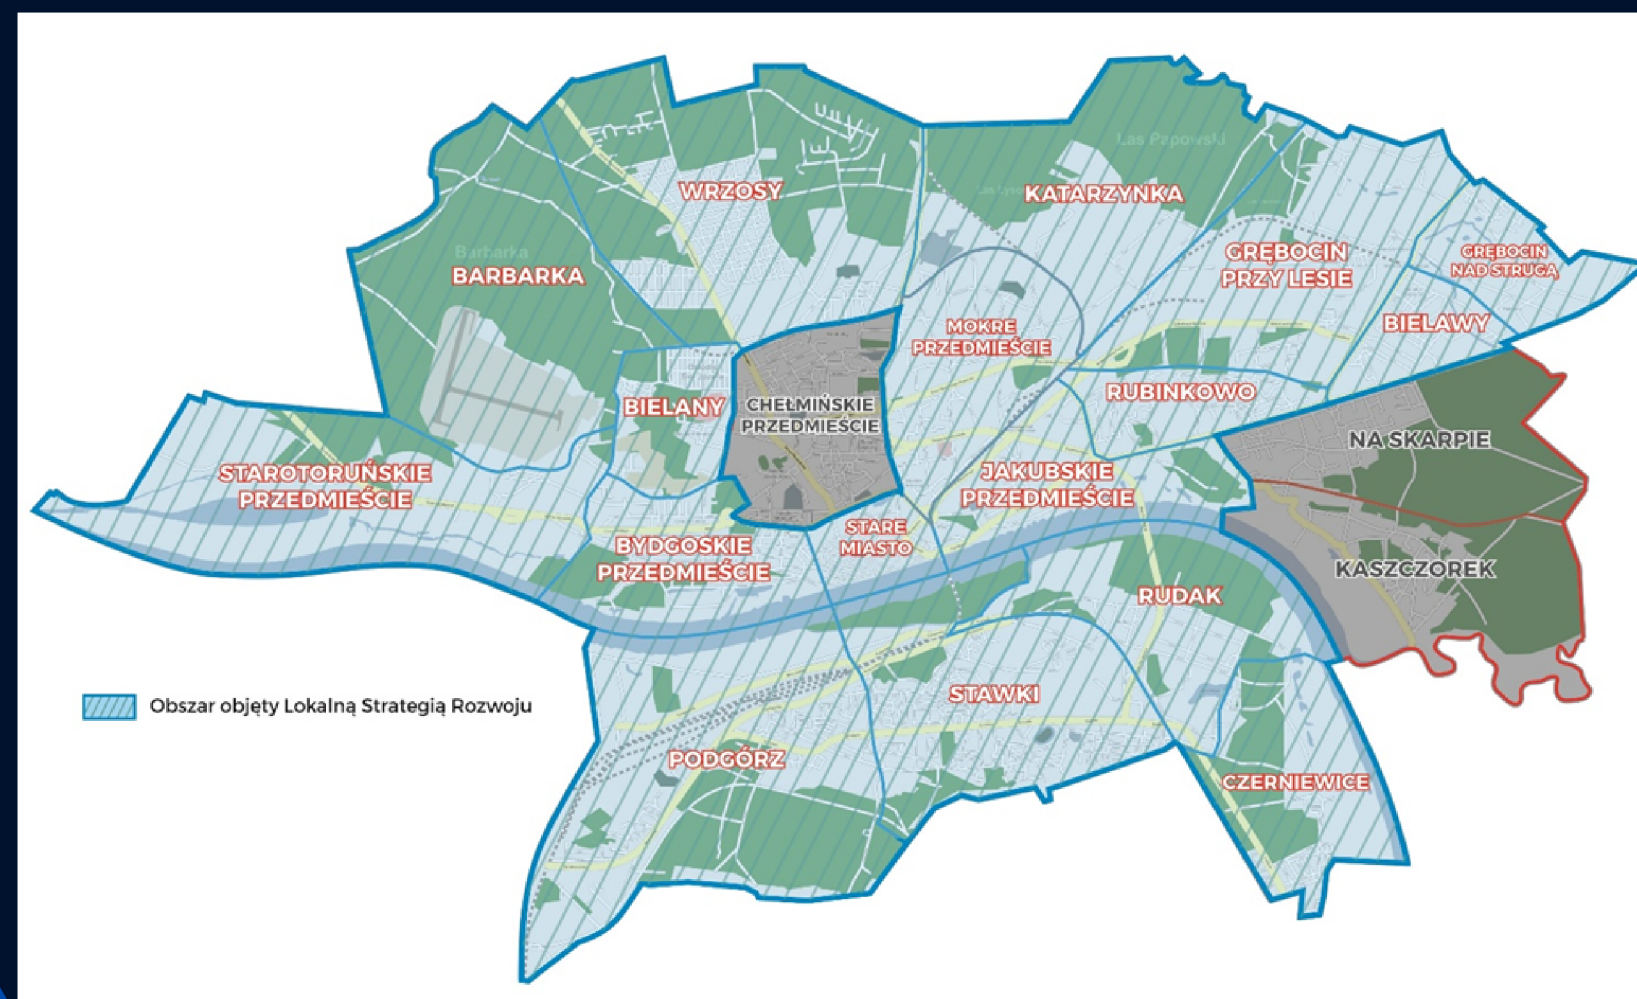 Las Papowski
WRZOSY
KATARZYNKA
Barbarka
BARBARKA
GRĘBOCIN
PRZY LESIE
GRĘBOCIN
NAD STRUGĄ
BIELAWY
MOKRE
PRZEDMIEŚCIE
RUBINKOWO
BIELANY
CHEŁMIŃSKIE
PRZEDMIEŚCIE
NA SKARPIE
STAROTORUŃSKIE
PRZEDMIEŚCIE
JAKUBSKIE
PRZEDMIEŚCIE
STARE
MIASTO
BYDGOSKIE
PRZEDMIEŚCIE
KASZCZOREK
RUDAK
STAWKI
Obszar objęty Lokalną Strategią Rozwoju
PODGÓRZ
CZERNIEWICE